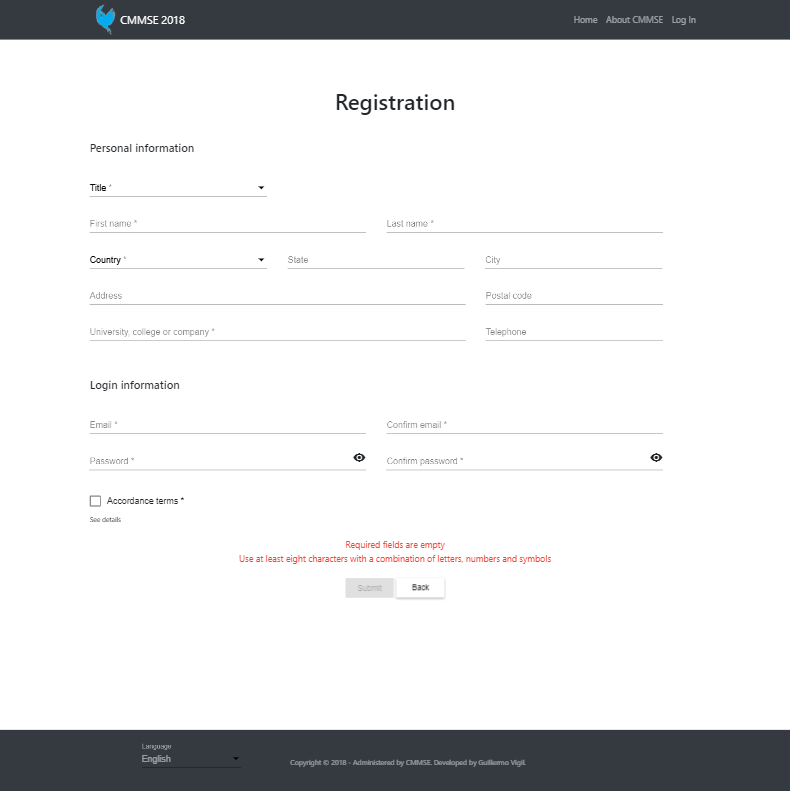 CMMSE 2018 Home About CMMSE Log In
Registration
Personal information
Title *
First name * Last name *
Country * State City
Address Postal code
University, college or company * Telephone
Login information
Email * Confirm email *
Password * Confirm password *
Accordance terms *
See details
Required fields are empty
Use at least eight characters with a combination of letters, numbers and symbols
Submit Back
Language
English
Copyright © 2018 - Administered by CMMSE. Developed by Guillermo Vigil.